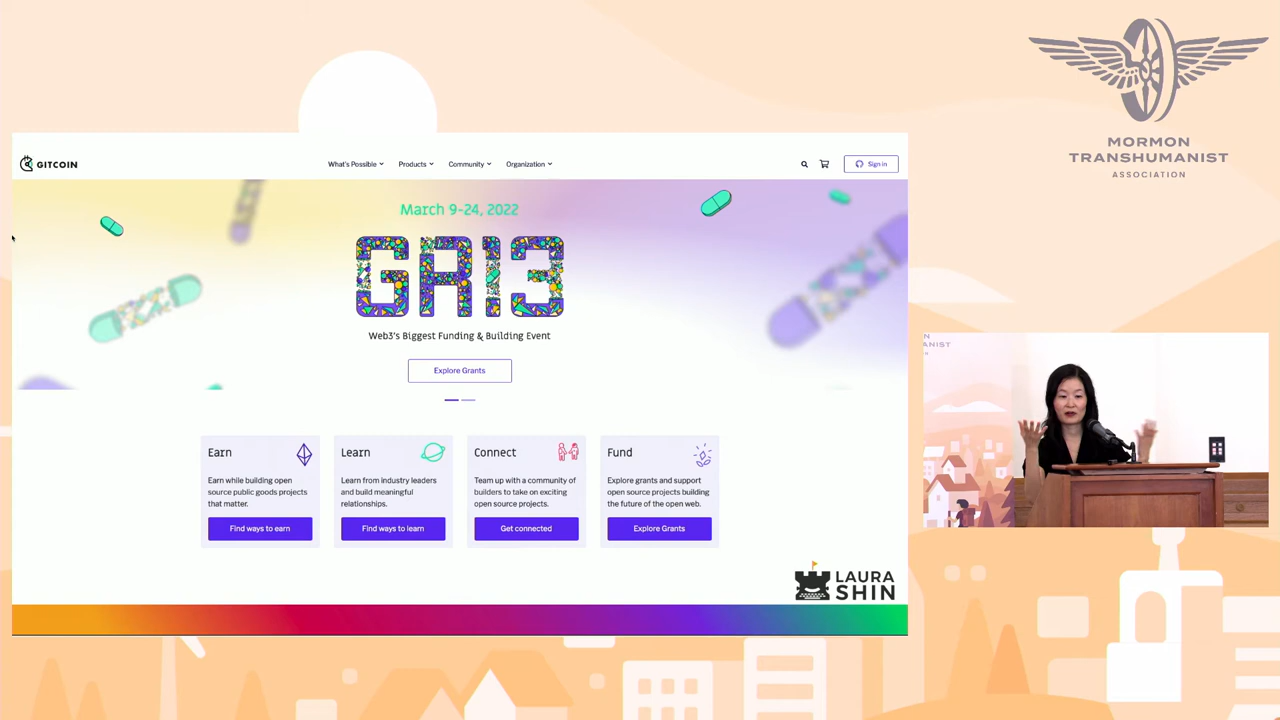 MORMON
TRANSHUMANIST
ASSOCIATION
GITCOIN
What's Possible
Products
Community
Organization
Sign in
March 9-24, 2022
GR13
Web3's Biggest Funding & Building Event
Explore Grants
Earn
Earn while building open
source public goods projects
that matter.
Find ways to earn
Learn
Learn from industry leaders
and build meaningful
relationships.
Find ways to learn
Connect
Team up with a community of
builders to take on exciting
open source projects.
Get connected
Fund
Explore grants and support
open source projects building
the future of the open web.
Explore Grants
LAURA
SHIN
N
ANIST